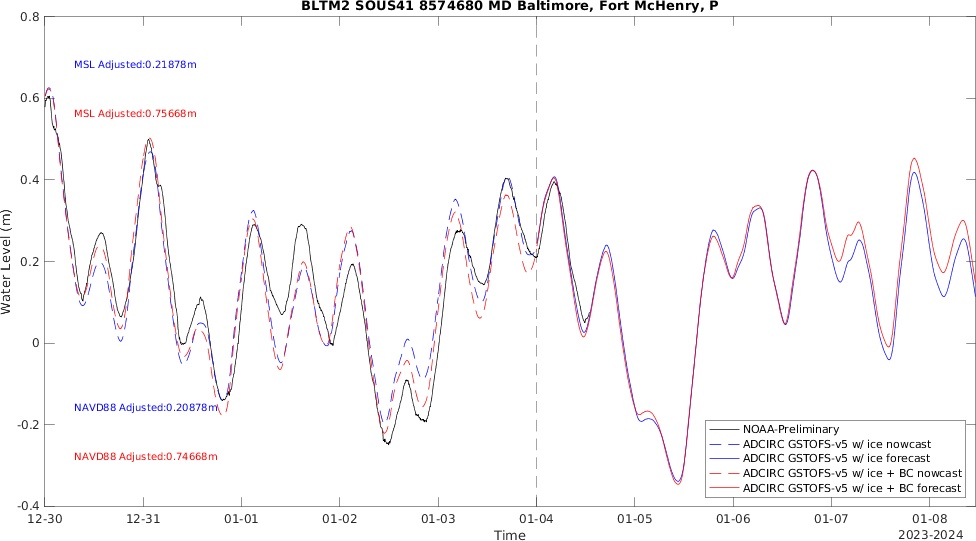 BLTM2 SOUS41 8574680 MD Baltimore, Fort McHenry, P
0.8
MSL Adjusted:0.21878m
0.6
MSL Adjusted:0.75668m
0.4
0.2
Water Level (m)
0
NAVD88 Adjusted:0.20878m
-0.2
NAVD88 Adjusted:0.74668m
NOAA-Preliminary
ADCIRC GSTOFS-v5 w/ ice nowcast
ADCIRC GSTOFS-v5 w/ ice forecast
ADCIRC GSTOFS-v5 w/ ice + BC nowcast
ADCIRC GSTOFS-v5 w/ ice + BC forecast
-0.4
12-30 12-31 01-01 01-02 01-03 01-04 01-05 01-06 01-07 01-08
Time
2023-2024